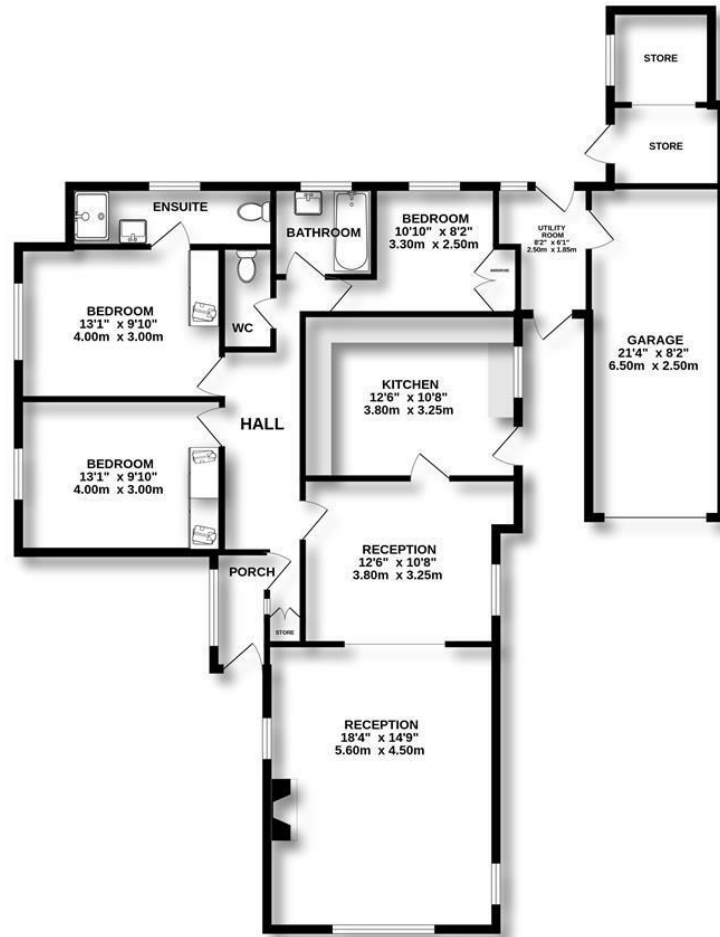 STORE
STORE
ENSUITE
BATHROOM
BEDROOM
10'10" x 8'2"
3.30m x 2.50m
UTILITY
ROOM
8'2" x 6'1"
2.50m x 1.85m
WARDROBE
BEDROOM
13'1" x 9'10"
4.00m x 3.00m
WC
GARAGE
21'4" x 8'2"
6.50m x 2.50m
KITCHEN
12'6" x 10'8"
3.80m x 3.25m
HALL
BEDROOM
13'1" x 9'10"
4.00m x 3.00m
RECEPTION
12'6" x 10'8"
3.80m x 3.25m
PORCH
STORE
RECEPTION
18'4" x 14'9"
5.60m x 4.50m